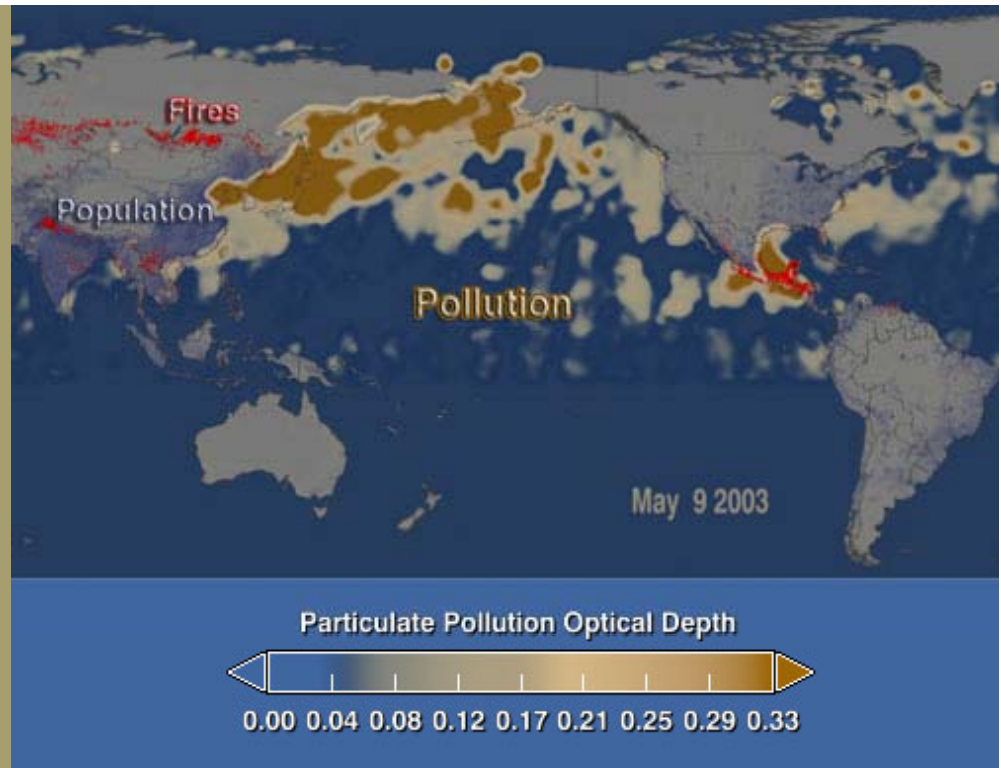 Fires
Population
Pollution
May 9 2003
Particulate Pollution Optical Depth
0.00 0.04 0.08 0.12 0.17 0.21 0.25 0.29 0.33